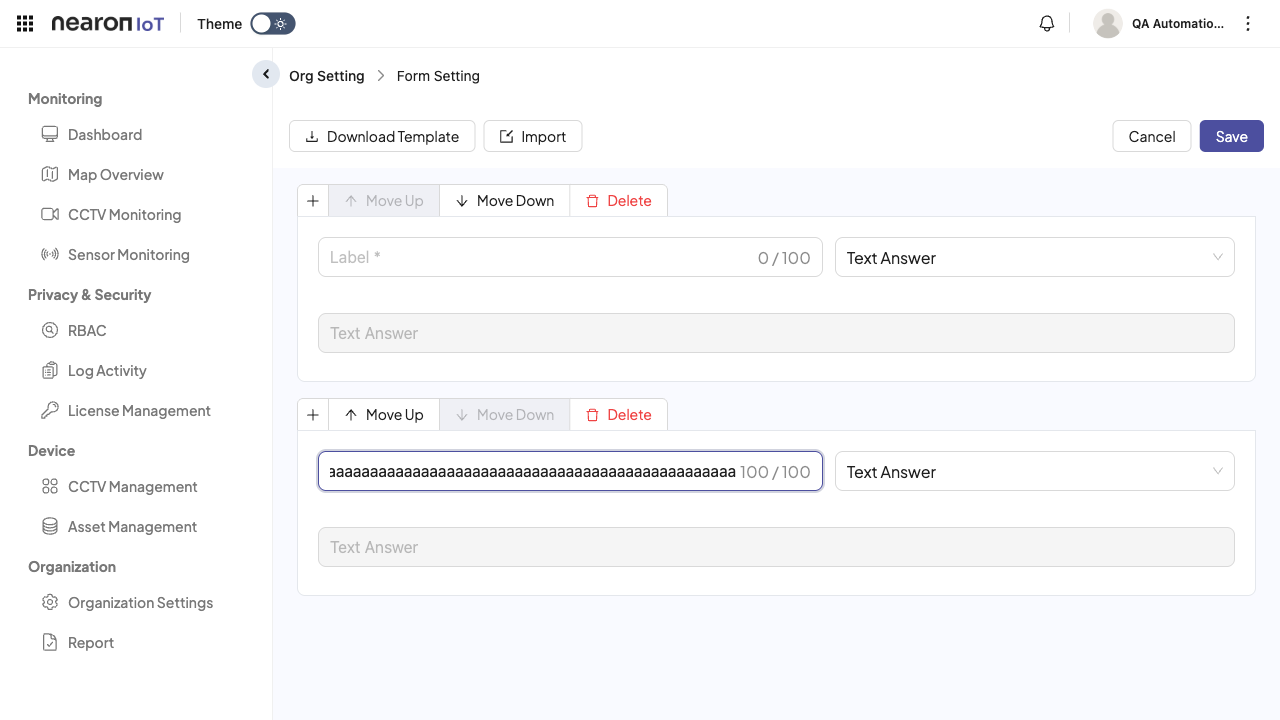 nearon IoT
Theme
QA Automatio...
Org Setting
Form Setting
Monitoring
Dashboard
Map Overview
CCTV Monitoring
Sensor Monitoring
Privacy & Security
RBAC
Log Activity
License Management
Device
CCTV Management
Asset Management
Organization
Organization Settings
Report
Download Template
Import
Cancel
Save
Move Up
Move Down
Delete
Label *
0 / 100
Text Answer
Text Answer
Move Up
Move Down
Delete
100 / 100
Text Answer
Text Answer